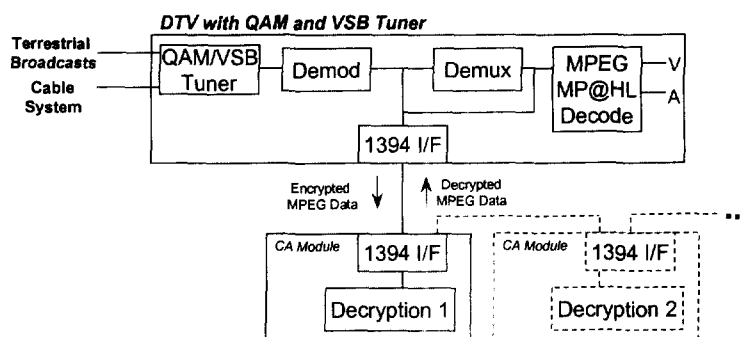 DTV with QAM and VSB Tuner
Terrestrial
Broadcasts
Cable
System
QAM/VSB
Tuner
Demod
Demux
MPEG
MP@HL
Decode
V
A
1394 I/F
Encrypted
MPEG Data
Decrypted
MPEG Data
CA Module
1394 I/F
Decryption 1
CA Module
1394 I/F
Decryption 2